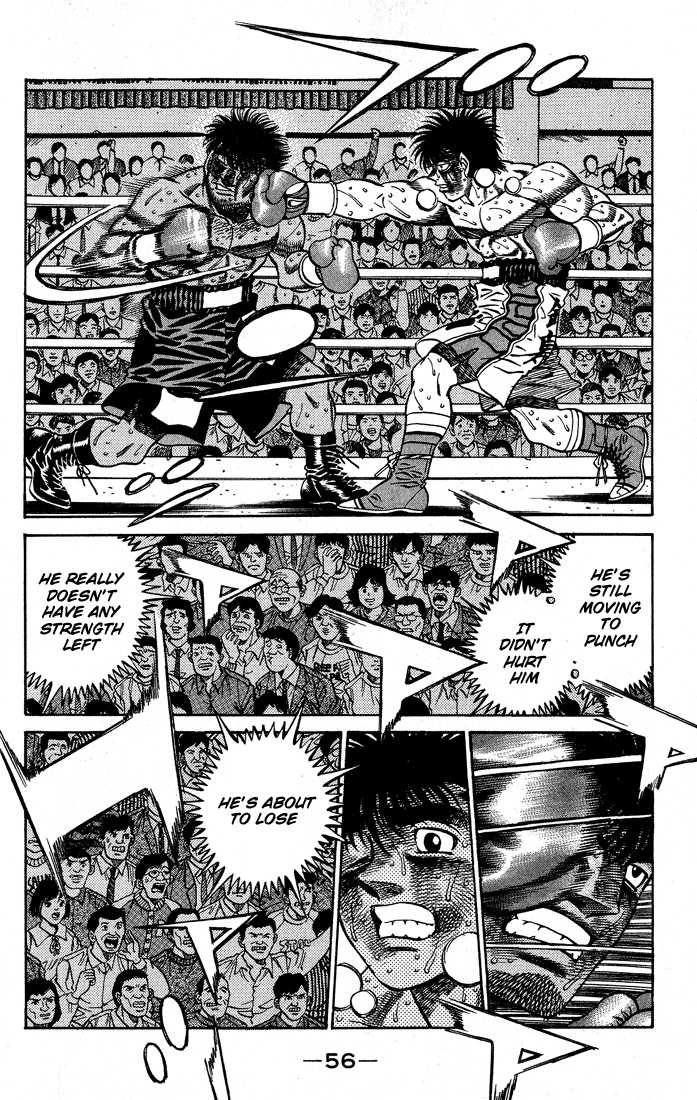 HE'S
STILL
MOVING
TO
PUNCH
IT
DIDN'T
HURT
HIM
HE REALLY
DOESN'T
HAVE ANY
STRENGTH
LEFT
HE'S ABOUT
TO LOSE
—56—